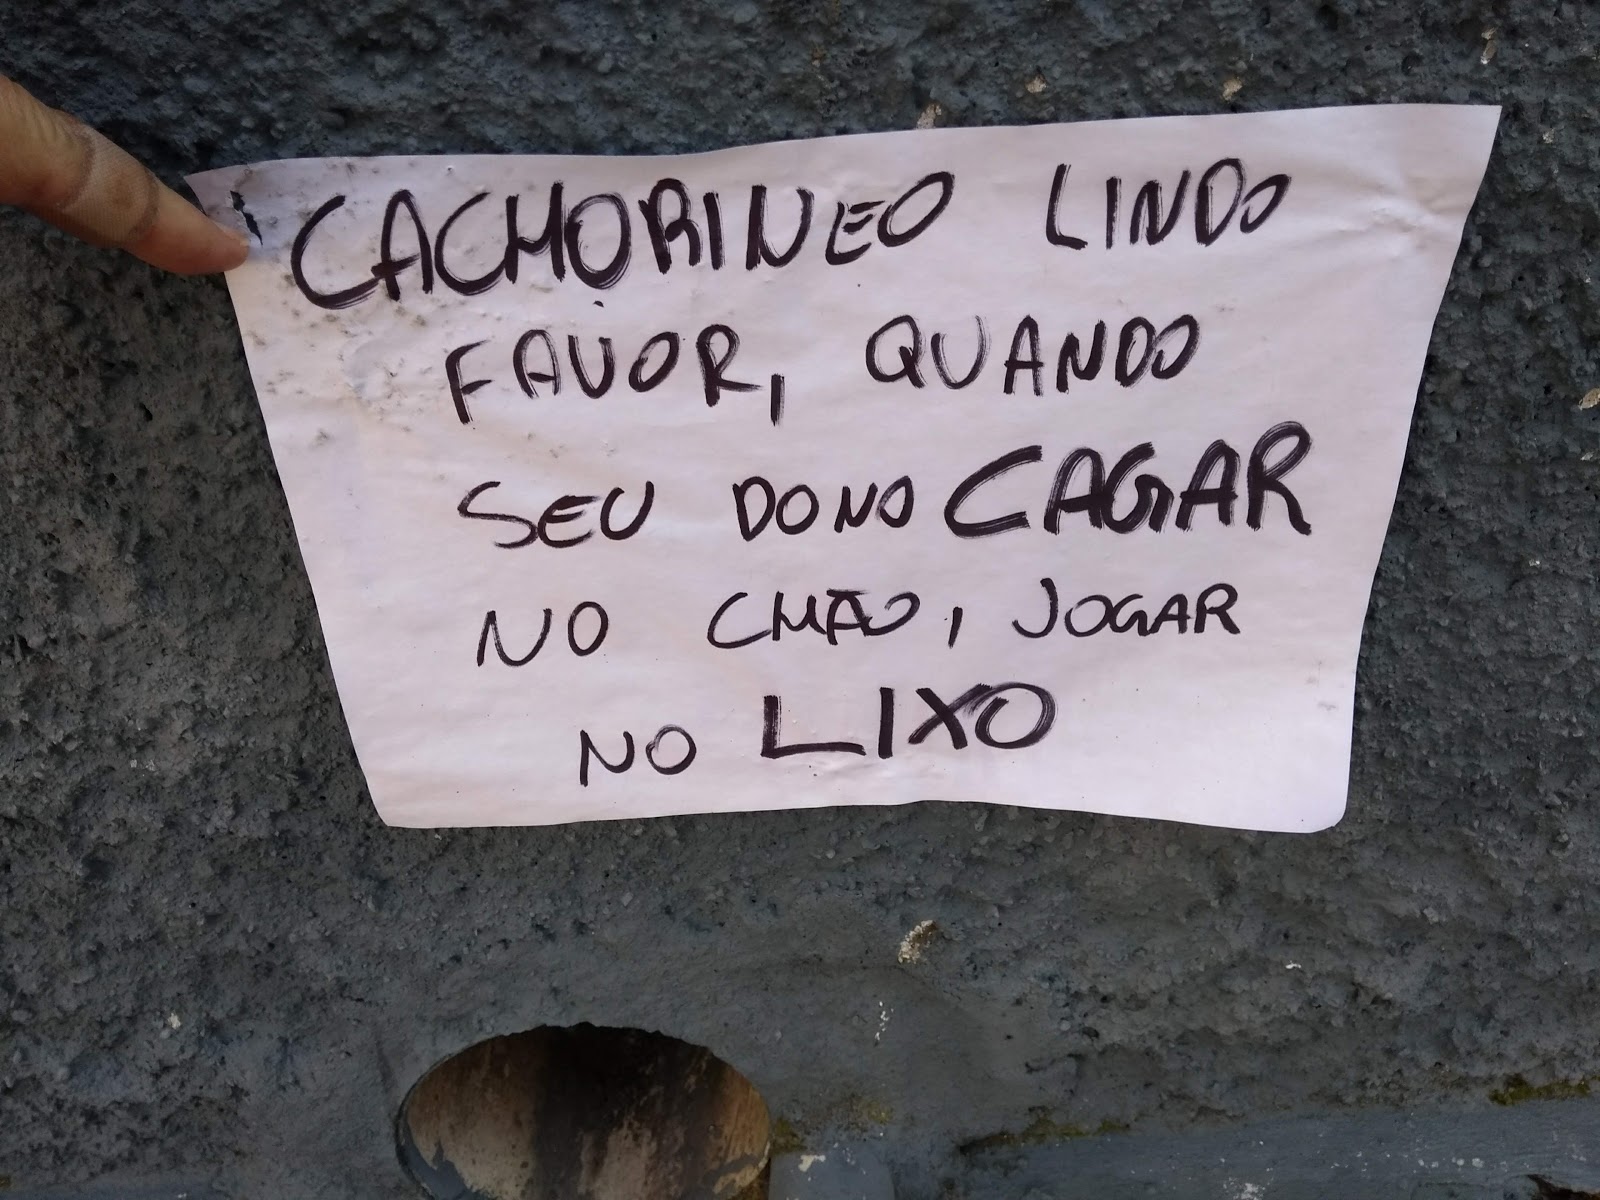 CACHORINEO LINDO
FAVOR, QUANDO
SEU DONO CAGAR
NO CHÃO, JOGAR
NO LIXO